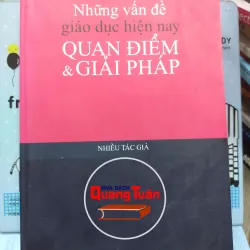 Những vấn đề
giáo dục hiện nay
QUAN ĐIỂM
& GIẢI PHÁP
NHIỀU TÁC GIẢ
NHÀ SÁCH
Quang Tuấn